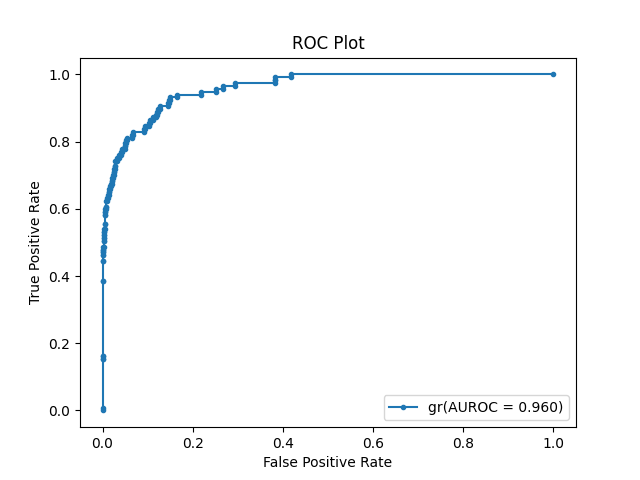 ROC Plot
1.0
0.8
0.6
0.4
0.2
0.0
True Positive Rate
gr(AUROC = 0.960)
0.0 0.2 0.4 0.6 0.8 1.0
False Positive Rate